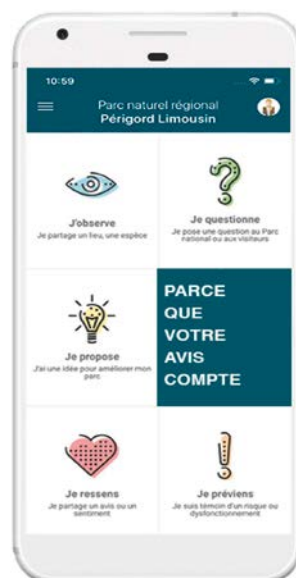 10:59
Parc naturel régional
Périgord Limousin
J'observe
Je partage un lieu, une espèce
Je questionne
Je pose une question au Parc
national ou aux visiteurs
Je propose
J'ai une idée pour améliorer mon
parc
PARCE
QUE
VOTRE
AVIS
COMPTE
Je ressens
Je partage un avis ou un
sentiment
Je préviens
Je suis témoin d'un risque ou
dysfonctionnement